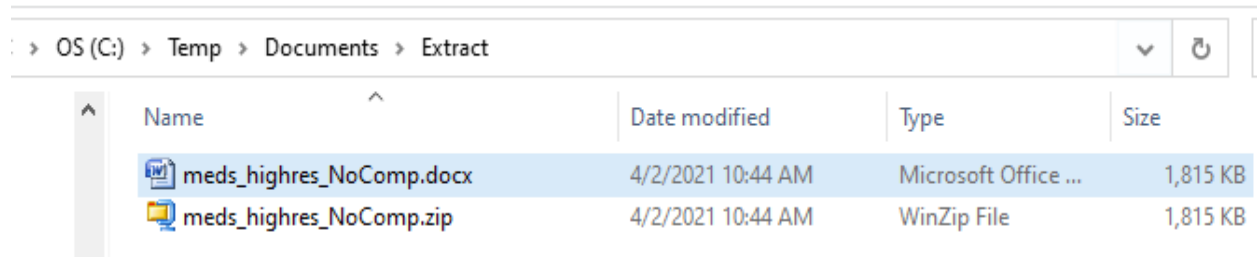 › OS (C:) › Temp › Documents › Extract
Name Date modified Type Size
meds_highres_NoComp.docx 4/2/2021 10:44 AM Microsoft Office ... 1,815 KB
meds_highres_NoComp.zip 4/2/2021 10:44 AM WinZip File 1,815 KB